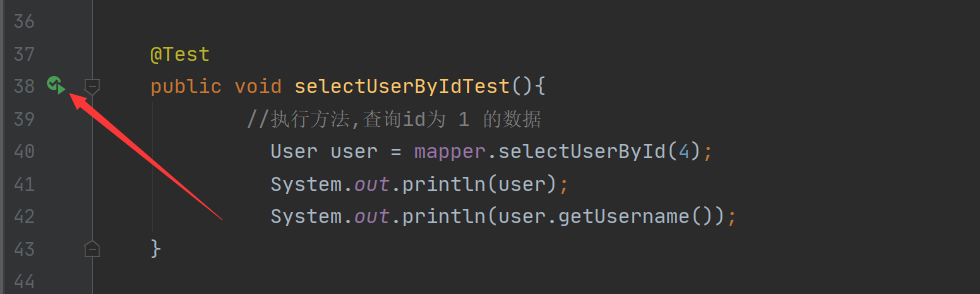 36
37 @Test
38 public void selectUserByIdTest(){
39 //执行方法,查询id为 1 的数据
40 User user = mapper.selectUserById(4);
41 System.out.println(user);
42 System.out.println(user.getUsername());
43 }
44